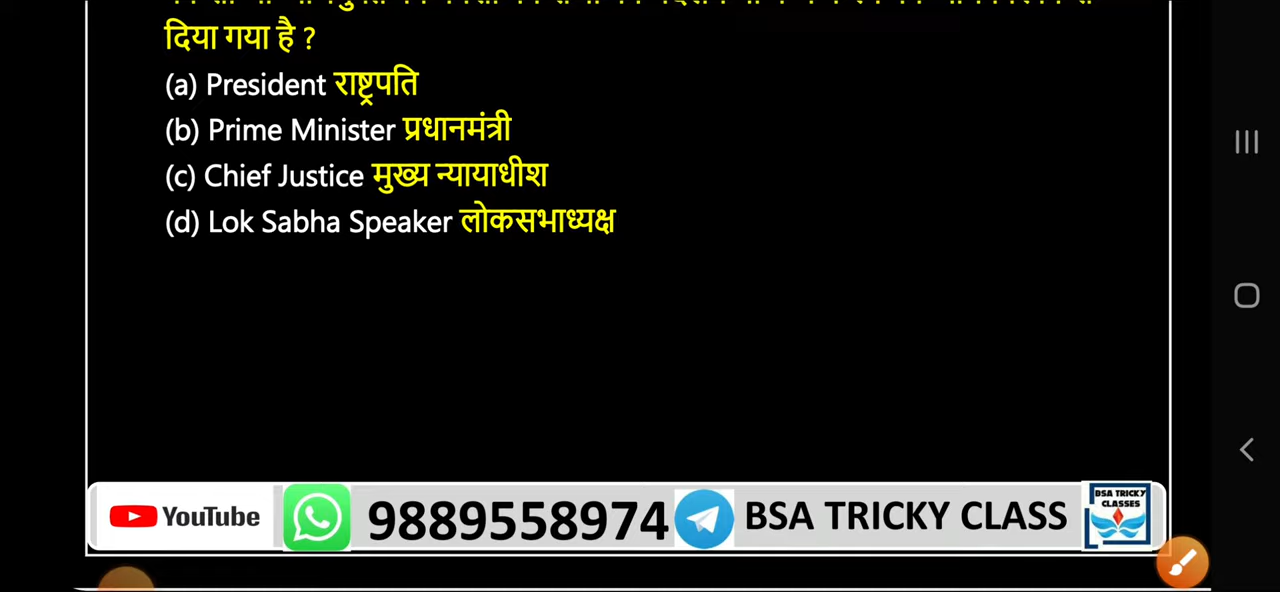 दिया गया है ?
(a) President राष्ट्रपति
(b) Prime Minister प्रधानमंत्री
(c) Chief Justice मुख्य न्यायाधीश
(d) Lok Sabha Speaker लोकसभाध्यक्ष
YouTube 9889558974 BSA TRICKY CLASS BSA TRICKY CLASSES